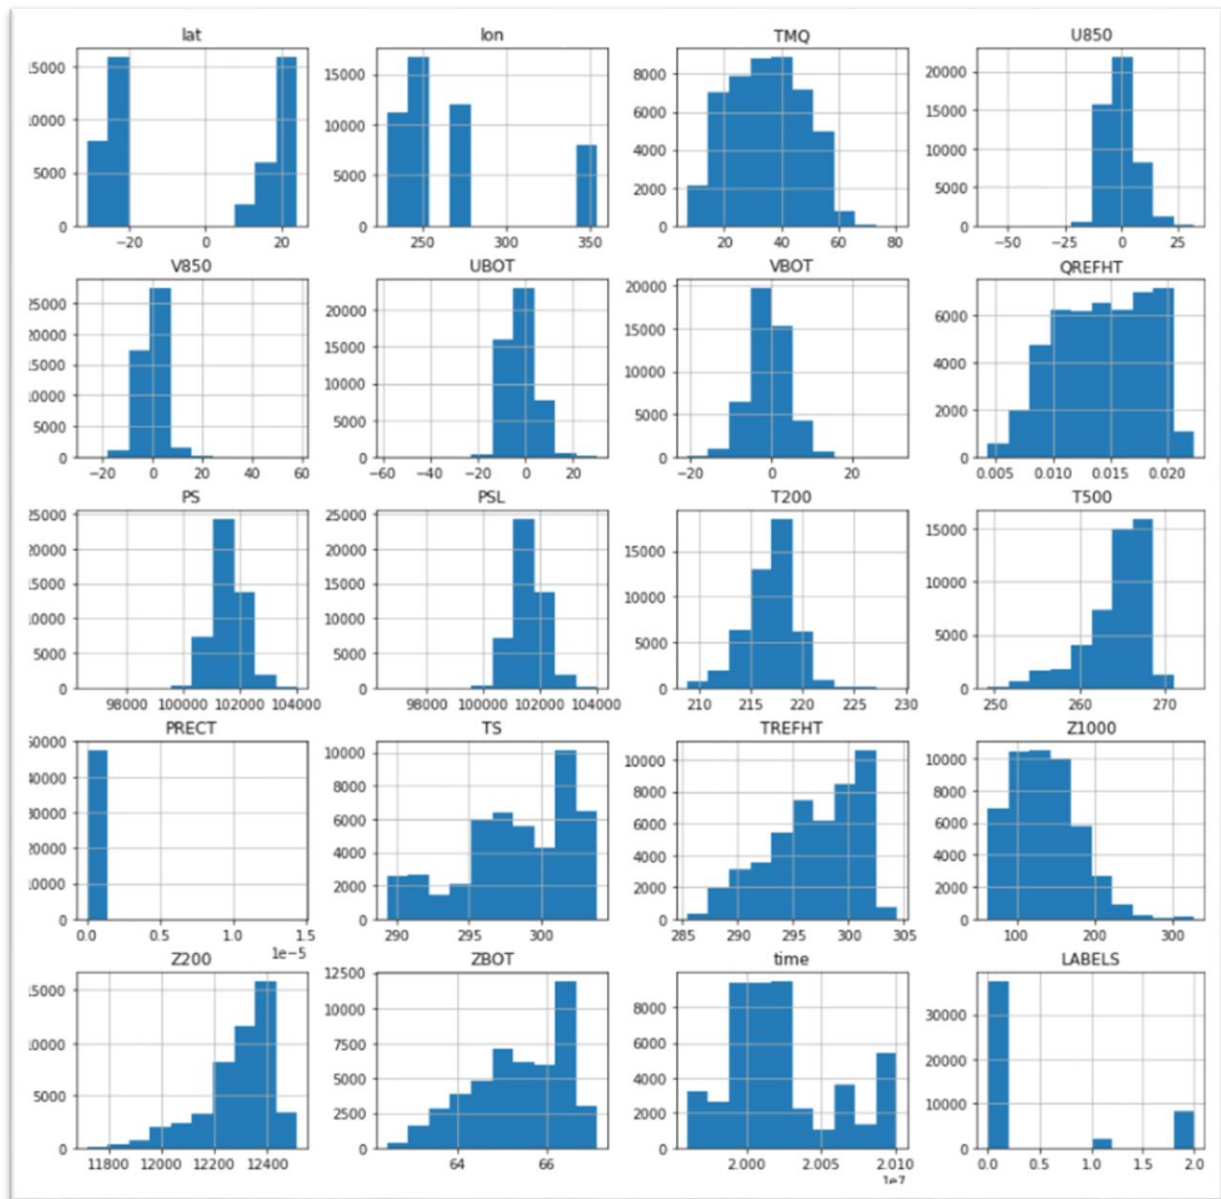 lat
15000
10000
5000
0
-20 0 20
lon
15000
10000
5000
0
250 300 350
TMQ
8000
6000
4000
2000
0
20 40 60 80
U850
20000
15000
10000
5000
0
-50 -25 0 25
V850
25000
20000
15000
10000
5000
0
-20 0 20 40 60
UBOT
20000
15000
10000
5000
0
-60 -40 -20 0 20
VBOT
20000
15000
10000
5000
0
-20 0 20
QREFHT
6000
4000
2000
0
0.005 0.010 0.015 0.020
PS
25000
20000
15000
10000
5000
0
98000 100000 102000 104000
PSL
25000
20000
15000
10000
5000
0
98000 100000 102000 104000
T200
15000
10000
5000
0
210 215 220 225 230
T500
15000
10000
5000
0
250 260 270
PRECT
50000
40000
30000
20000
10000
0
0.0 0.5 1.0 1.5
1e-5
TS
10000
8000
6000
4000
2000
0
290 295 300
TREFHT
10000
8000
6000
4000
2000
0
285 290 295 300 305
Z1000
10000
8000
6000
4000
2000
0
100 200 300
Z200
15000
10000
5000
0
11800 12000 12200 12400
ZBOT
12500
10000
7500
5000
2500
0
64 66
time
8000
6000
4000
2000
0
2.000 2.005 2.010
1e7
LABELS
30000
20000
10000
0
0.0 0.5 1.0 1.5 2.0